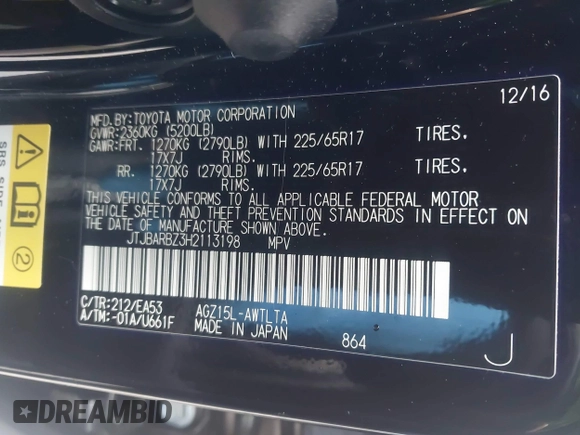 12/16
MFD.BY:TOYOTA MOTOR CORPORATION
GVWR:2360KG (5200LB)
GAWR:FRT. 1270KG (2790LB) WITH 225/65R17 TIRES.
17X7J RIMS.
RR. 1270KG (2790LB) WITH 225/65R17 TIRES.
17X7J RIMS.
THIS VEHICLE CONFORMS TO ALL APPLICABLE FEDERAL MOTOR
VEHICLE SAFETY AND THEFT PREVENTION STANDARDS IN EFFECT ON
THE DATE OF MANUFACTURE SHOWN ABOVE.
JTJBARBZ3H2113198 MPV
C/TR:212/EA53 AGZ15L-AWTLTA
A/TM:-01A/U661F MADE IN JAPAN 864
J
SRS SIDE
2
DREAMBID